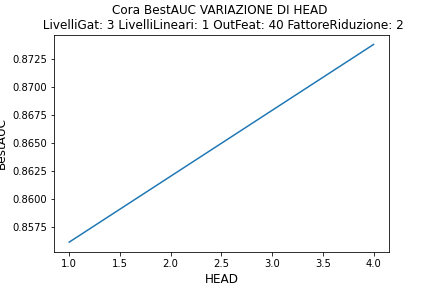 Cora BestAUC VARIAZIONE DI HEAD
LivelliGat: 3 LivelliLineari: 1 OutFeat: 40 FattoreRiduzione: 2
0.8725
0.8700
0.8675
0.8650
0.8625
0.8600
0.8575
BestAUC
1.0 1.5 2.0 2.5 3.0 3.5 4.0
HEAD